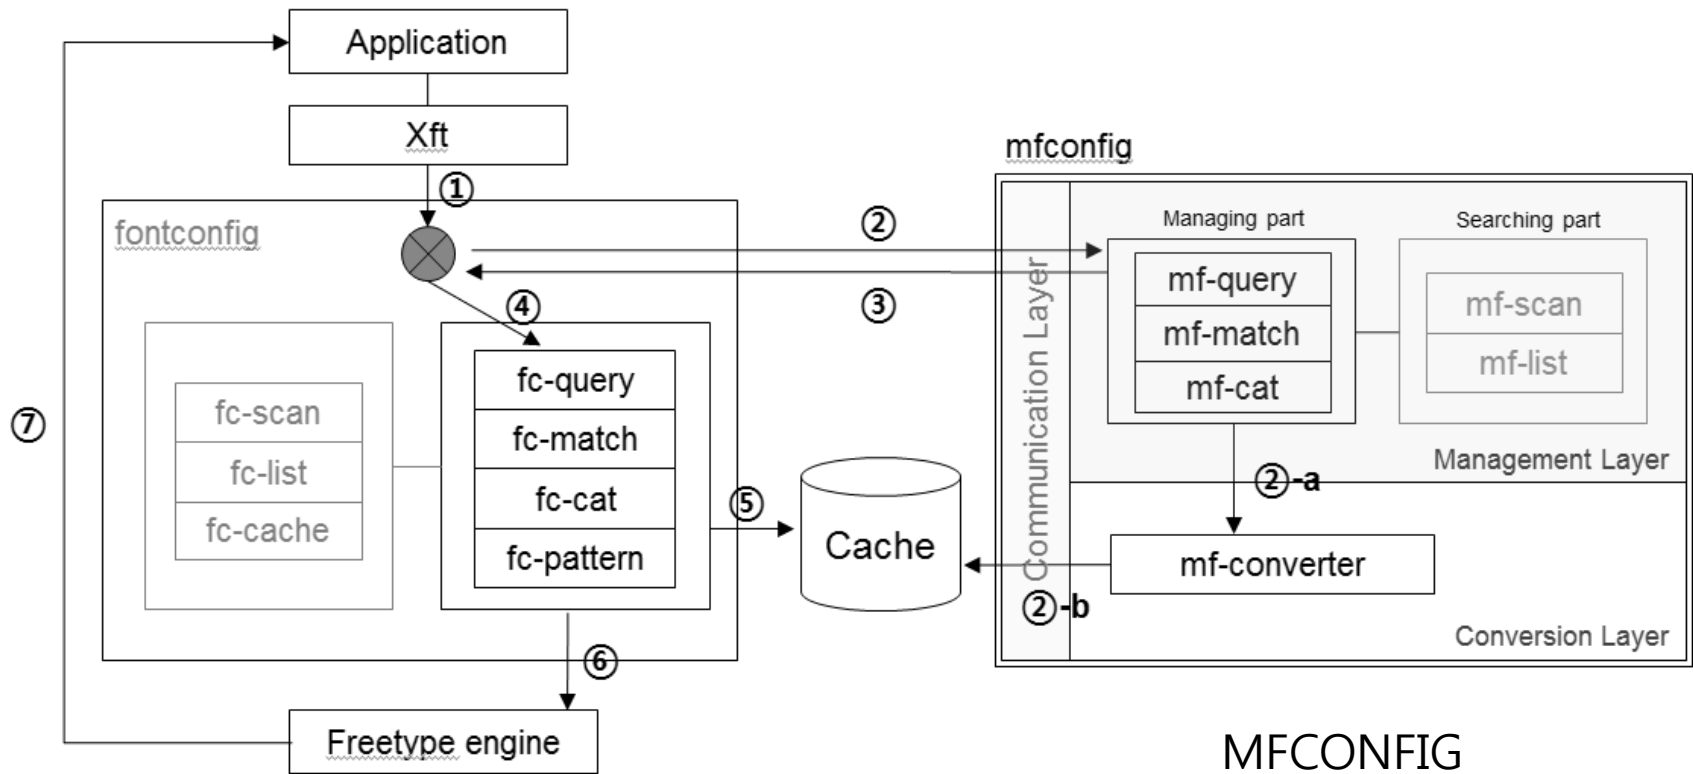 Application
Xft
①
fontconfig
④
fc-scan
fc-list
fc-cache
fc-query
fc-match
fc-cat
fc-pattern
⑤
⑥
⑦
Freetype engine
②
③
Cache
mfconfig
Communication Layer
Managing part
mf-query
mf-match
mf-cat
Searching part
mf-scan
mf-list
Management Layer
②-a
mf-converter
②-b
Conversion Layer
MFCONFIG